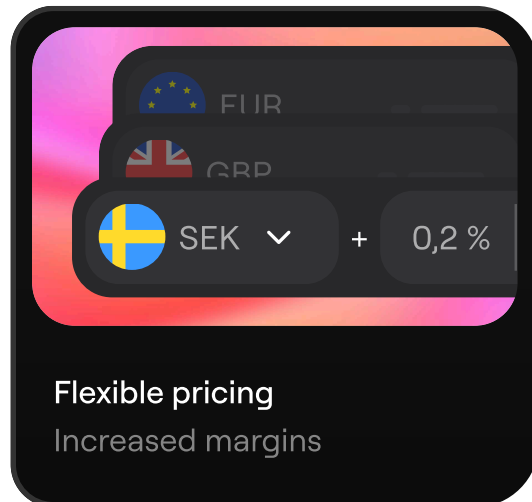 EUR
GBP
SEK
+
0,2 %
Flexible pricing
Increased margins